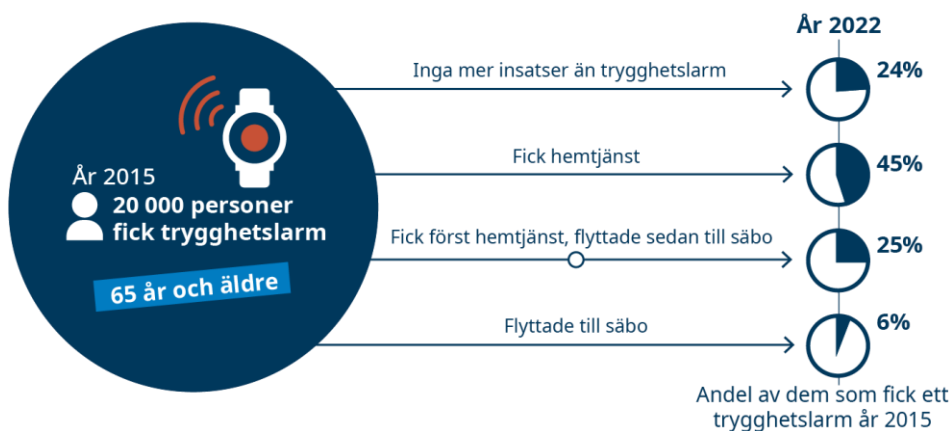 År 2022
Inga mer insatser än trygghetslarm
24%
Fick hemtjänst
45%
År 2015
20 000 personer
fick trygghetslarm
65 år och äldre
Fick först hemtjänst, flyttade sedan till säbo
25%
Flyttade till säbo
6%
Andel av dem som fick ett
trygghetslarm år 2015